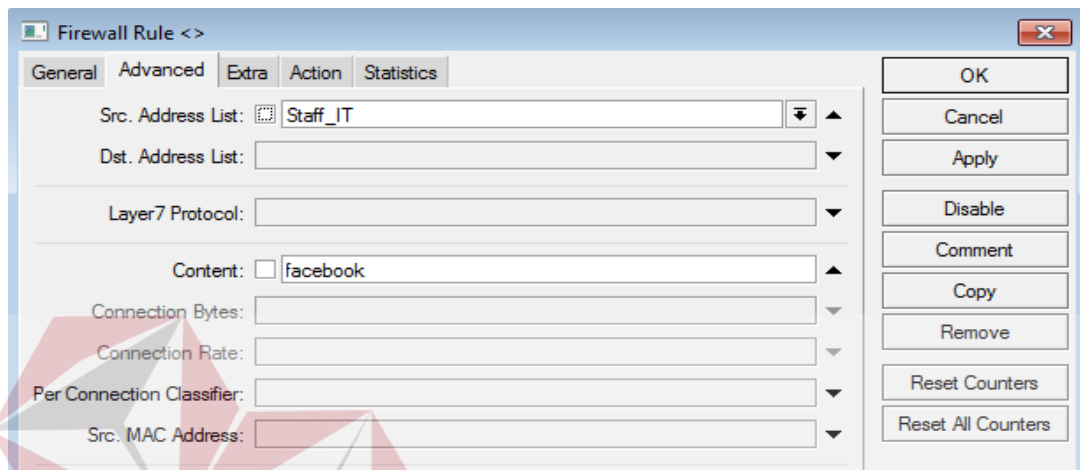 Firewall Rule <>
General Advanced Extra Action Statistics
Src. Address List: Staff_IT
Dst. Address List:
Layer7 Protocol:
Content: facebook
Connection Bytes:
Connection Rate:
Per Connection Classifier:
Src. MAC Address:
OK
Cancel
Apply
Disable
Comment
Copy
Remove
Reset Counters
Reset All Counters